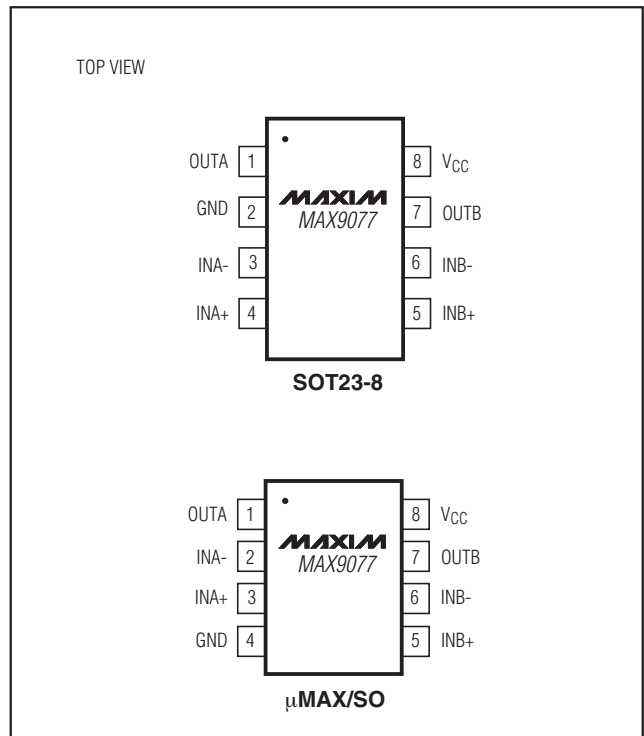 TOP VIEW
OUTA 1 8 VCC
MAXIM
GND 2 MAX9077 7 OUTB
INA- 3 6 INB-
INA+ 4 5 INB+
SOT23-8
OUTA 1 8 VCC
MAXIM
INA- 2 MAX9077 7 OUTB
INA+ 3 6 INB-
GND 4 5 INB+
µMAX/SO